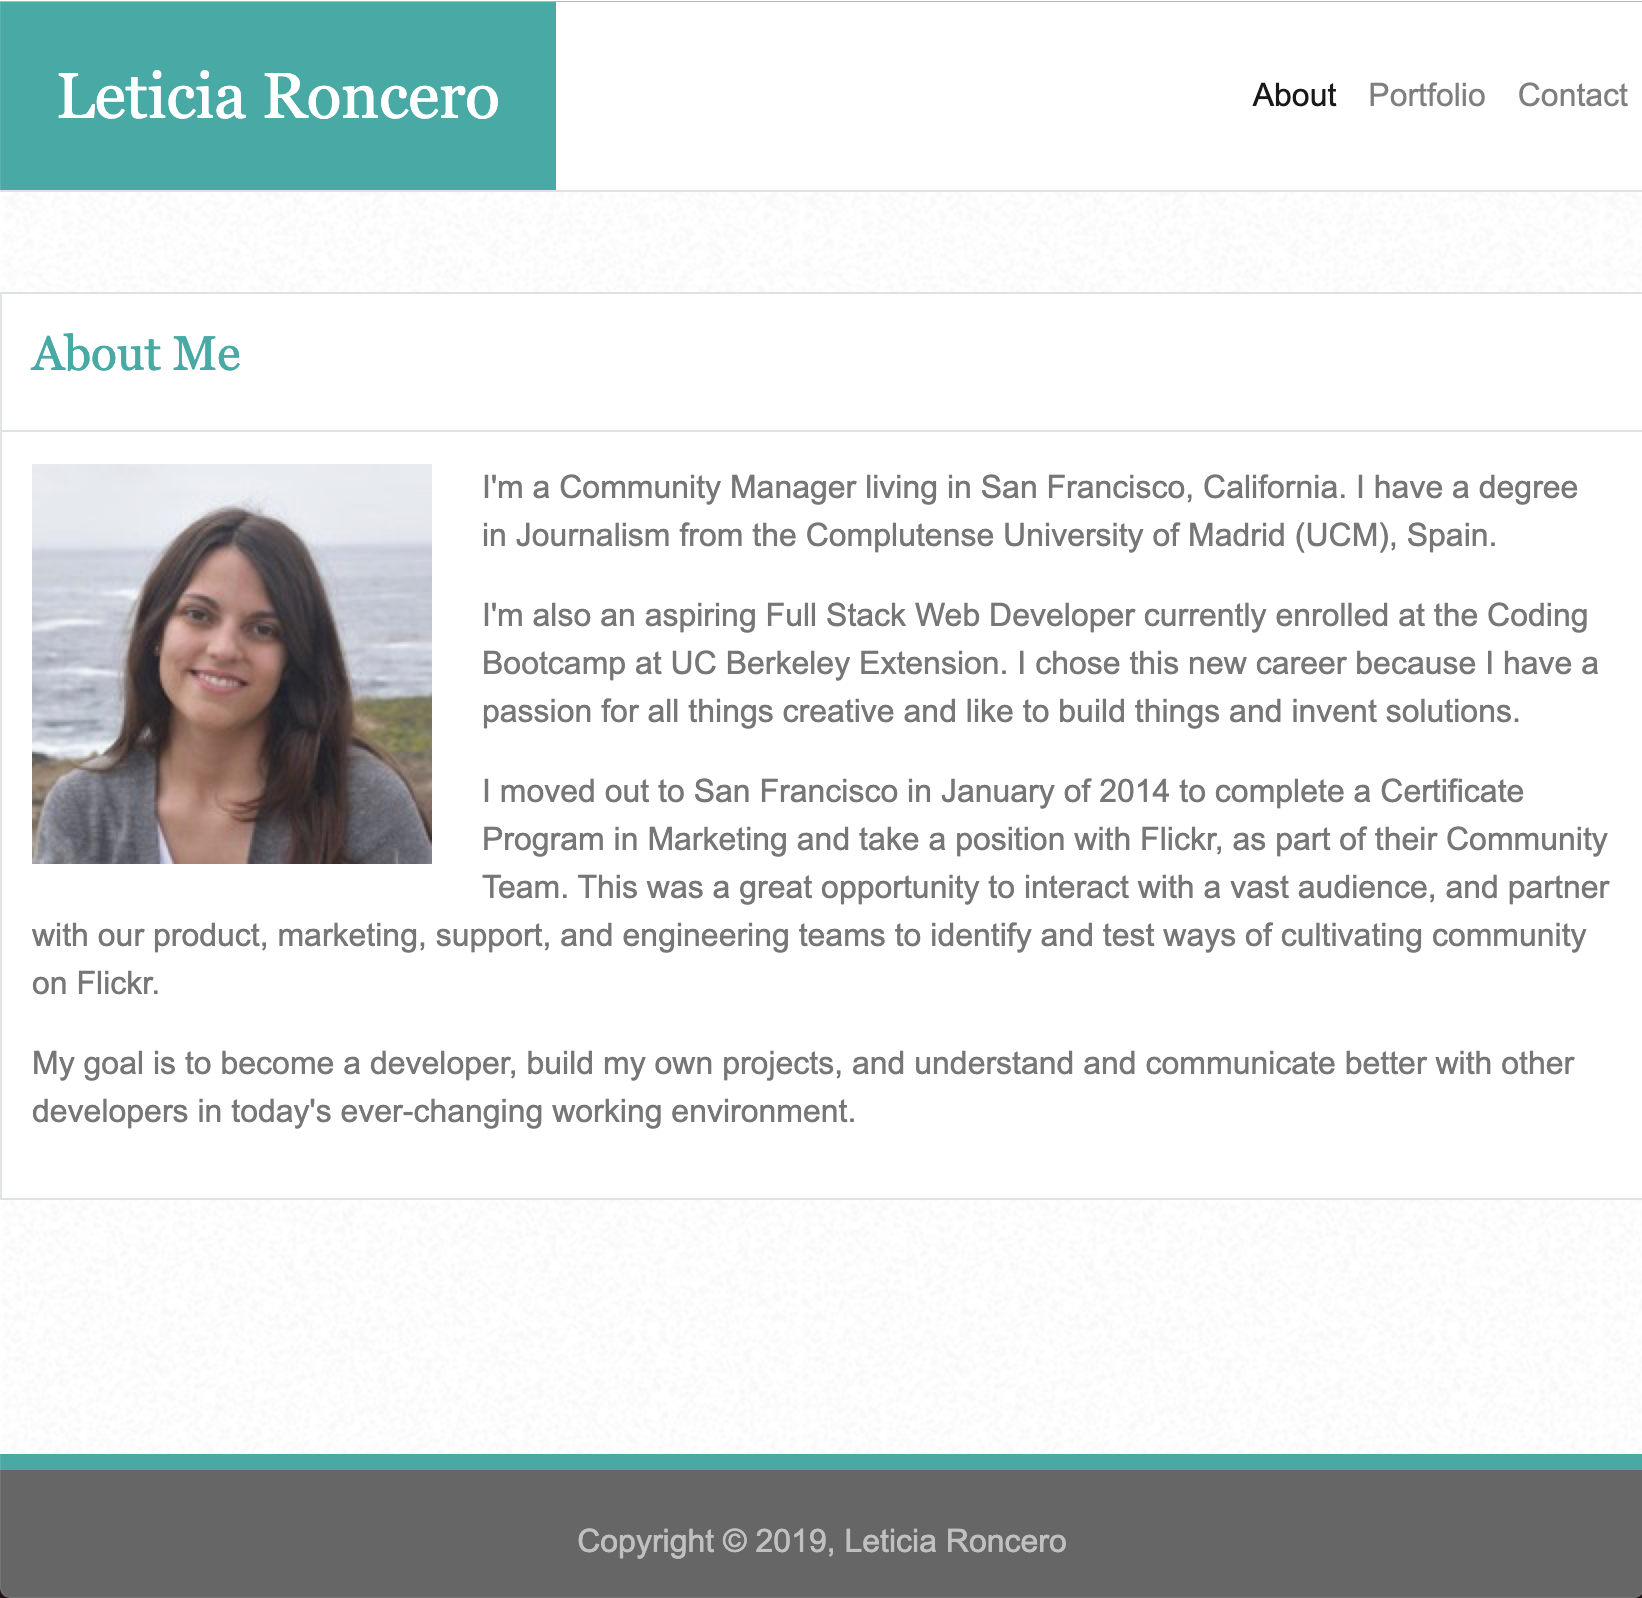 Leticia Roncero
About Portfolio Contact
About Me
I'm a Community Manager living in San Francisco, California. I have a degree
in Journalism from the Complutense University of Madrid (UCM), Spain.
I'm also an aspiring Full Stack Web Developer currently enrolled at the Coding
Bootcamp at UC Berkeley Extension. I chose this new career because I have a
passion for all things creative and like to build things and invent solutions.
I moved out to San Francisco in January of 2014 to complete a Certificate
Program in Marketing and take a position with Flickr, as part of their Community
Team. This was a great opportunity to interact with a vast audience, and partner
with our product, marketing, support, and engineering teams to identify and test ways of cultivating community
on Flickr.
My goal is to become a developer, build my own projects, and understand and communicate better with other
developers in today's ever-changing working environment.
Copyright © 2019, Leticia Roncero